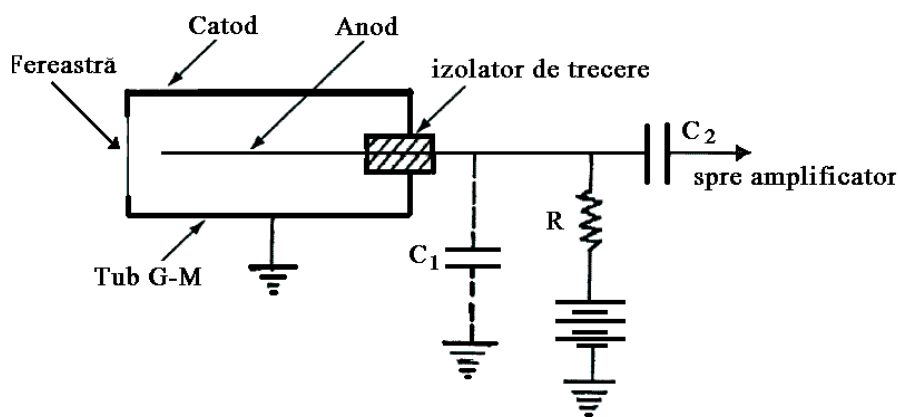 Catod
Anod
Fereastră
izolator de trecere
C2
spre amplificator
R
C1
Tub G-M